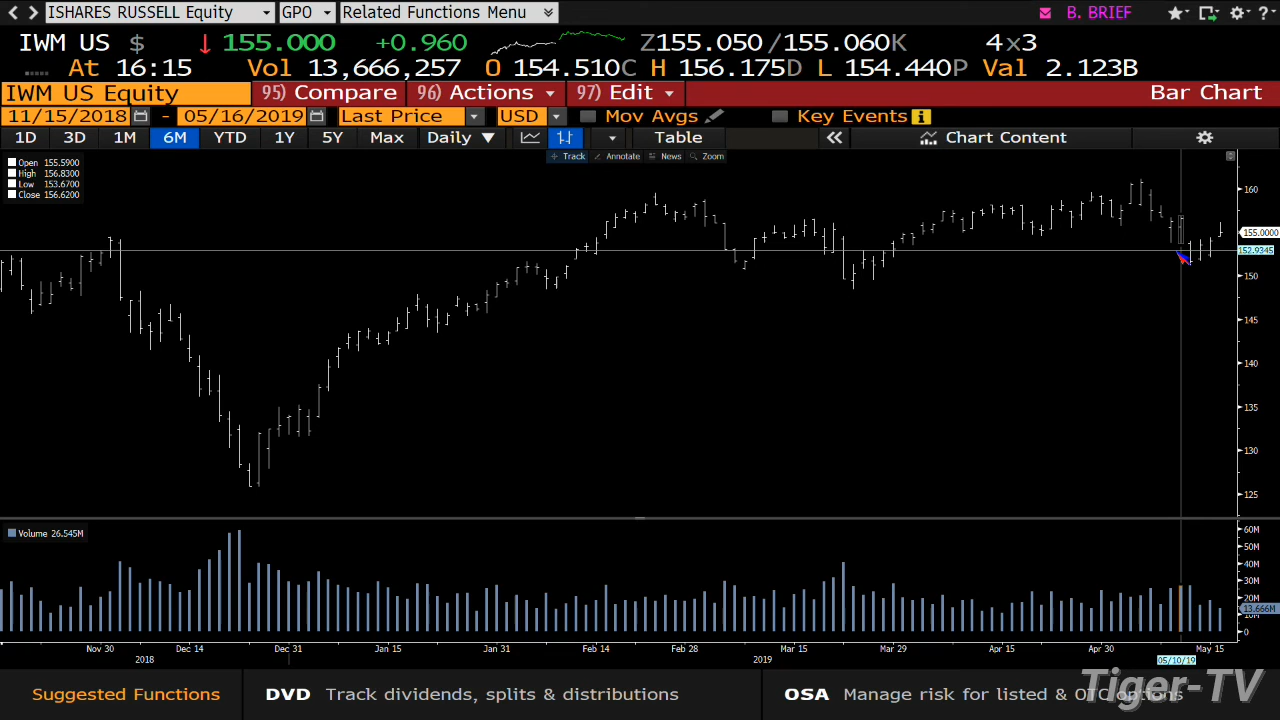 ISHARES RUSSELL Equity GPO Related Functions Menu B. BRIEF ?
IWM US $ 155.000 +0.960 Z155.050 /155.060K 4x3
At 16:15 Vol 13,666,257 O 154.510C H 156.175D L 154.440P Val 2.123B
IWM US Equity 95) Compare 96) Actions 97) Edit Bar Chart
11/15/2018 - 05/16/2019 Last Price USD Mov Avgs Key Events i
1D 3D 1M 6M YTD 1Y 5Y Max Daily Table Chart Content
Track Annotate News Zoom
Open 155.5900
High 156.8300
Low 153.6700
Close 156.6200
160
155.0000
152.9345
150
145
140
135
130
125
Volume 26.545M
60M
50M
40M
30M
20M
13.666M
10M
0
Nov 30 Dec 14 Dec 31 Jan 15 Jan 31 Feb 14 Feb 28 Mar 15 Mar 29 Apr 15 Apr 30 May 15
2018 2019 05/10/19
Suggested Functions DVD Track dividends, splits & distributions OSA Manage risk for listed & OTC options
Tiger-TV